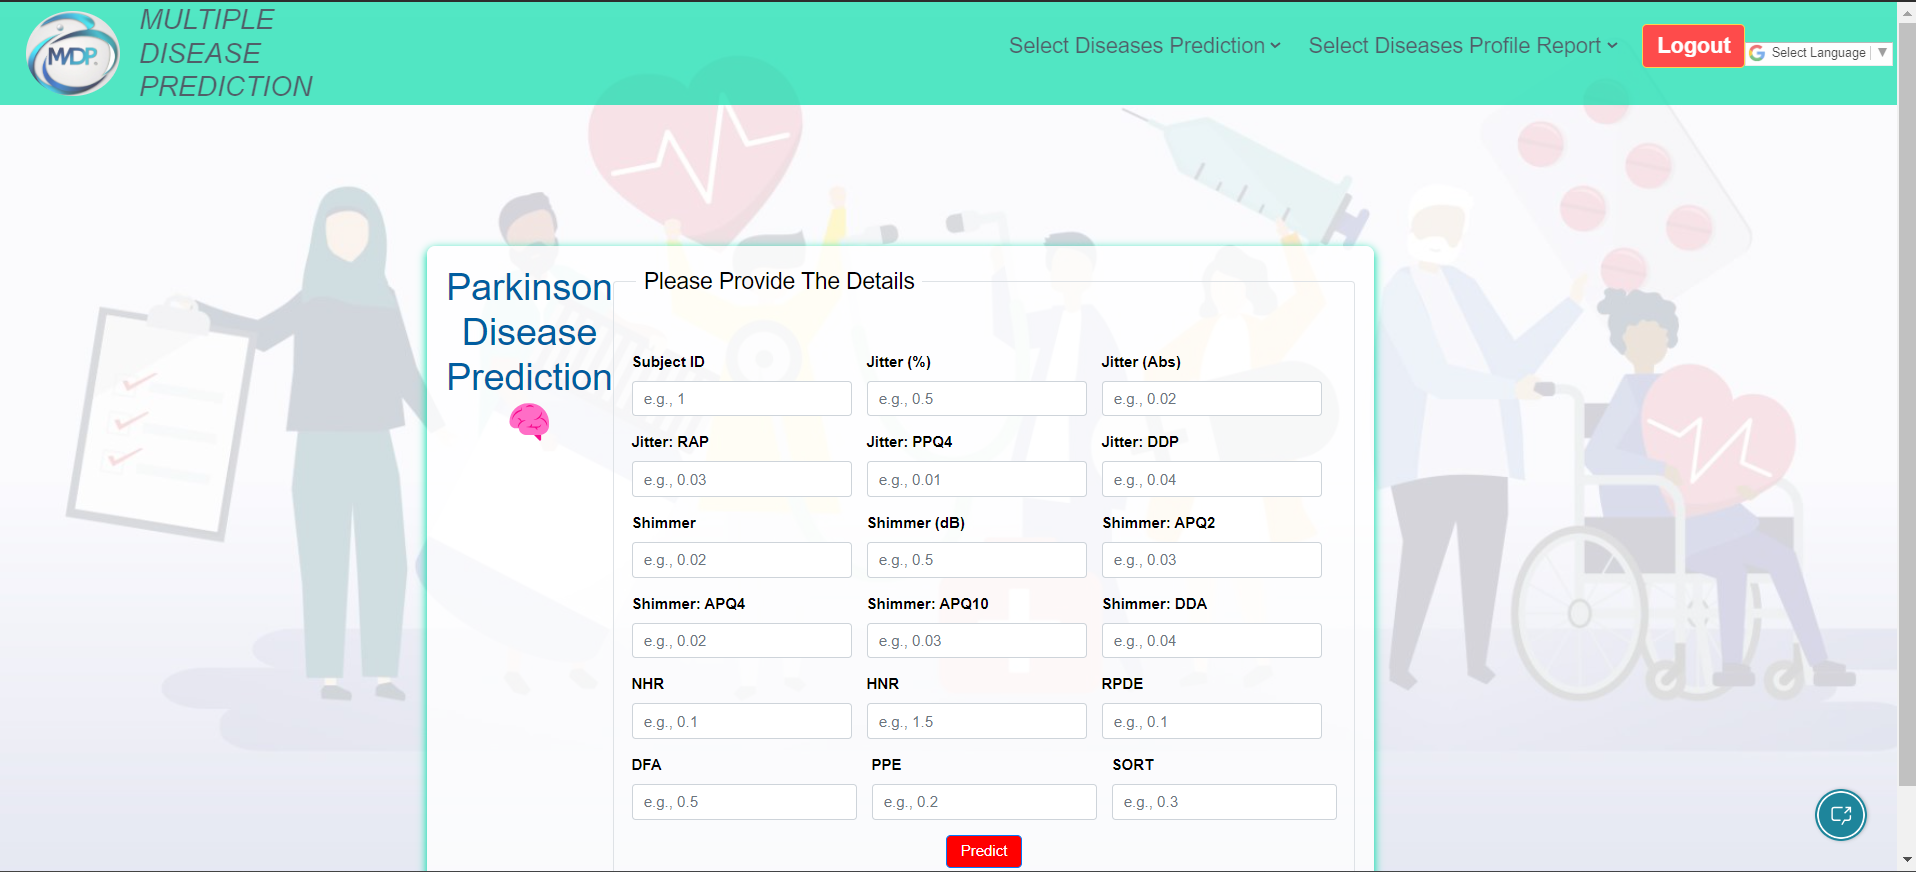 MDP
MULTIPLE
DISEASE
PREDICTION
Select Diseases Prediction
Select Diseases Profile Report
Logout
Select Language
Parkinson
Disease
Prediction
Please Provide The Details
Subject ID
Jitter (%)
Jitter (Abs)
e.g., 1
e.g., 0.5
e.g., 0.02
Jitter: RAP
Jitter: PPQ4
Jitter: DDP
e.g., 0.03
e.g., 0.01
e.g., 0.04
Shimmer
Shimmer (dB)
Shimmer: APQ2
e.g., 0.02
e.g., 0.5
e.g., 0.03
Shimmer: APQ4
Shimmer: APQ10
Shimmer: DDA
e.g., 0.02
e.g., 0.03
e.g., 0.04
NHR
HNR
RPDE
e.g., 0.1
e.g., 1.5
e.g., 0.1
DFA
PPE
SORT
e.g., 0.5
e.g., 0.2
e.g., 0.3
Predict